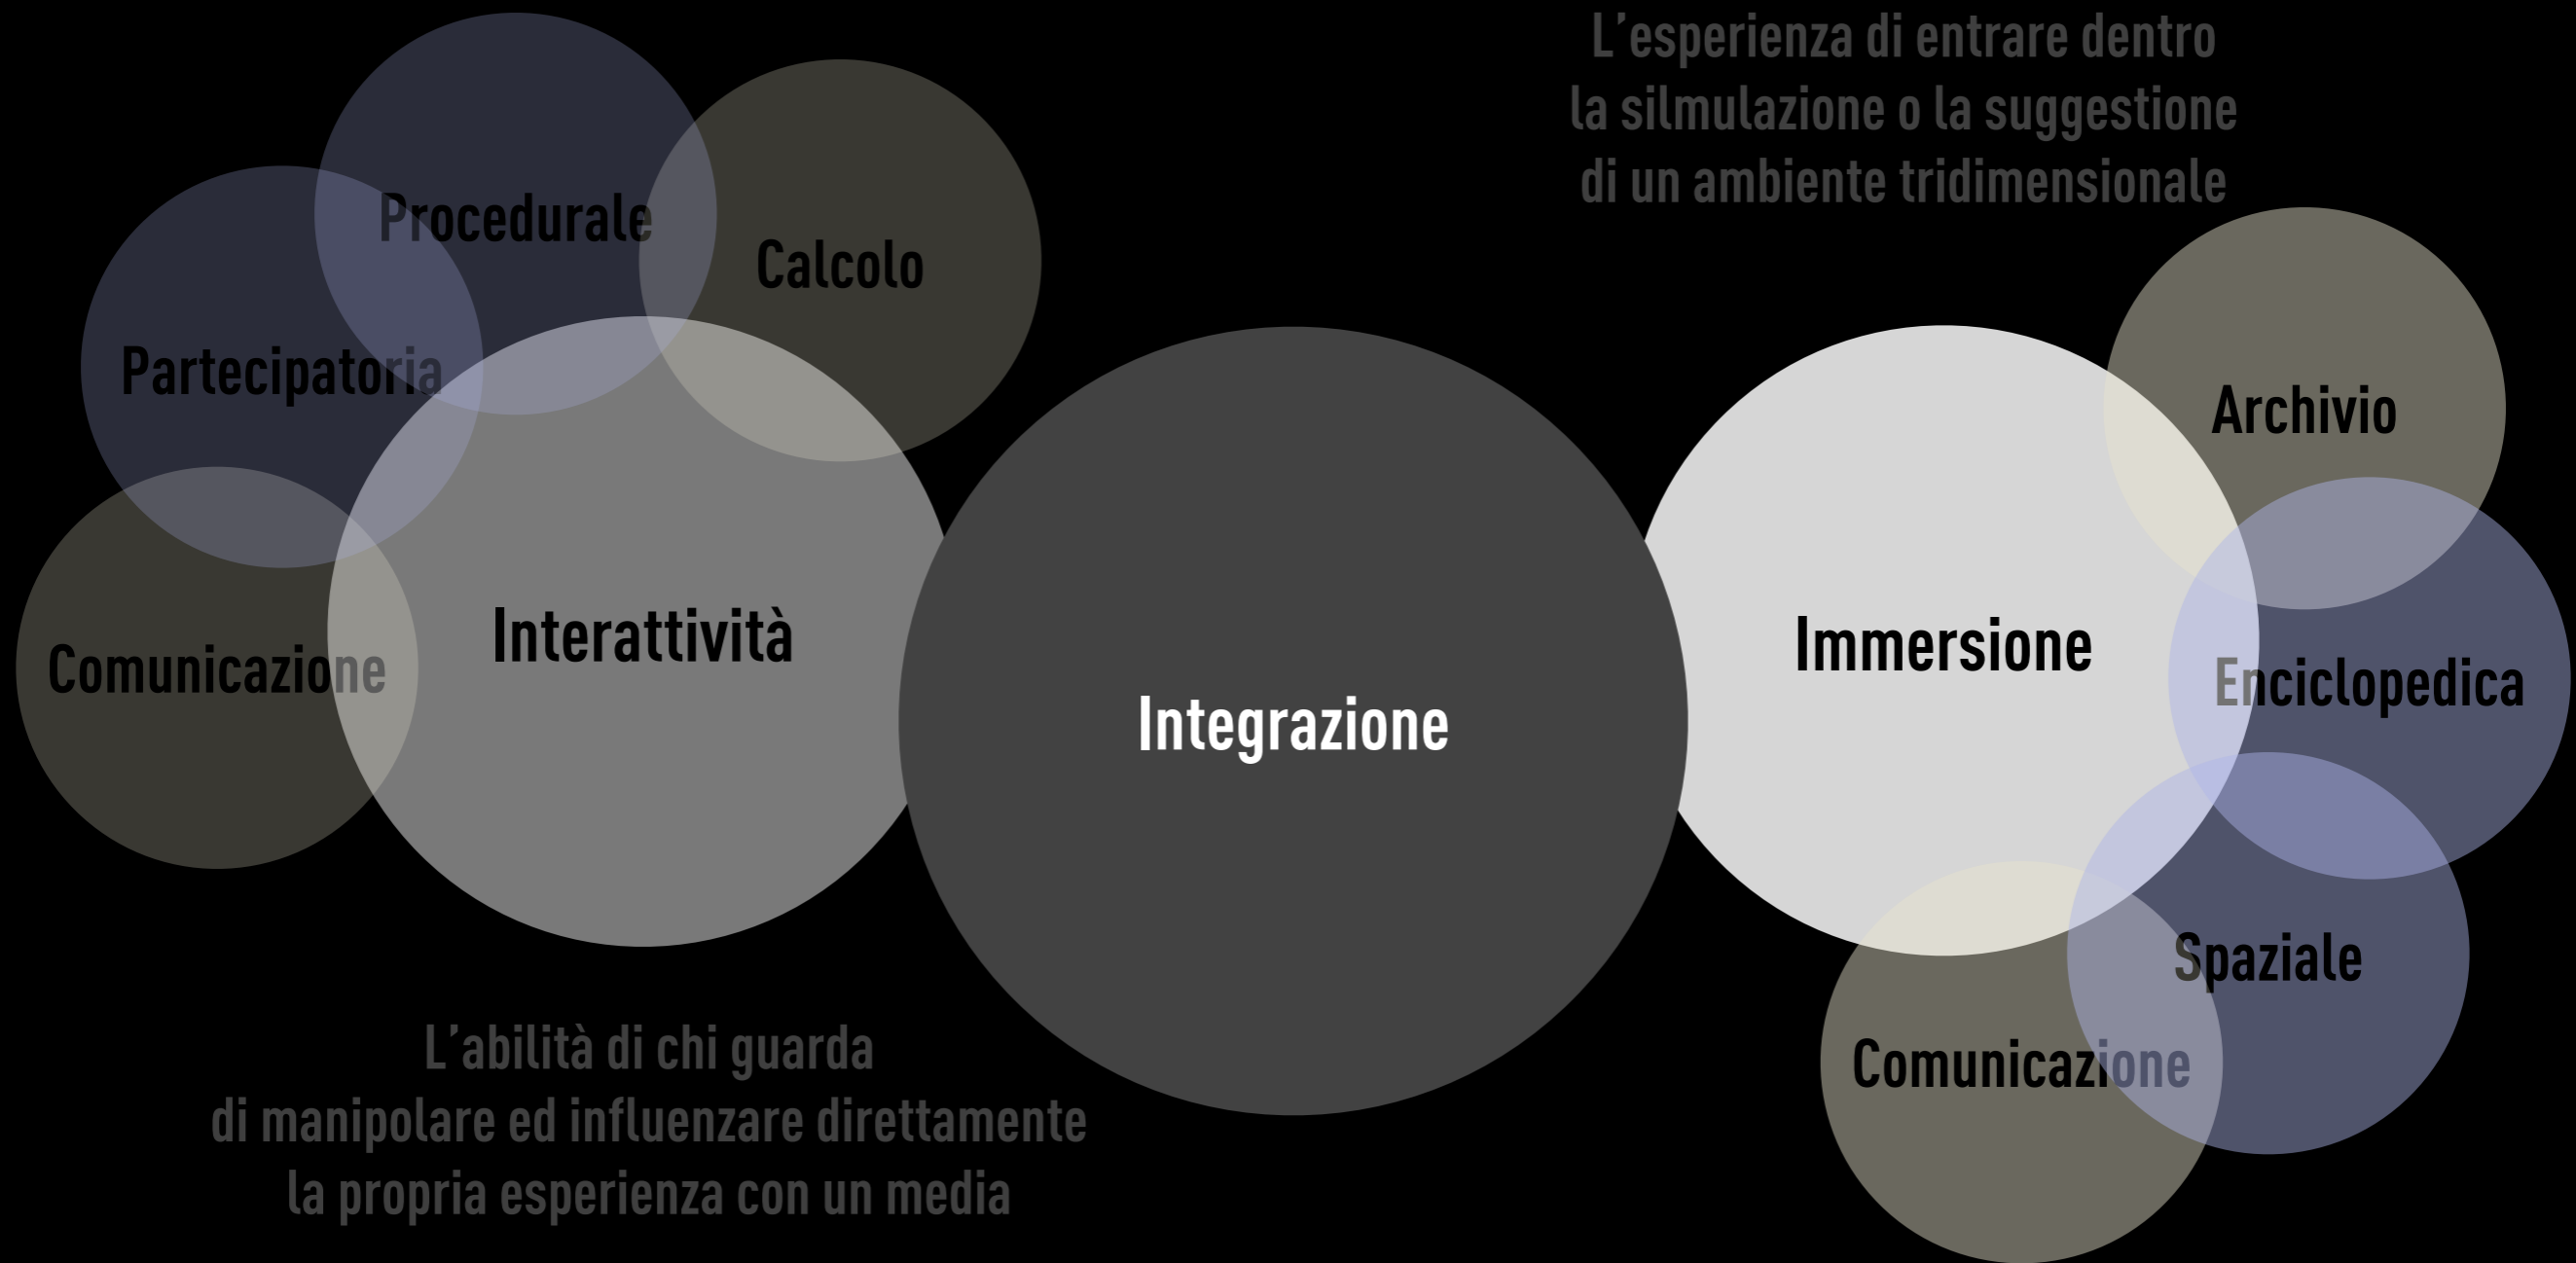 L'esperienza di entrare dentro
la silmulazione o la suggestione
di un ambiente tridimensionale
Procedurale
Calcolo
Partecipatoria
Archivio
Comunicazione
Interattività
Integrazione
Immersione
Enciclopedica
Spaziale
Comunicazione
L'abilità di chi guarda
di manipolare ed influenzare direttamente
la propria esperienza con un media